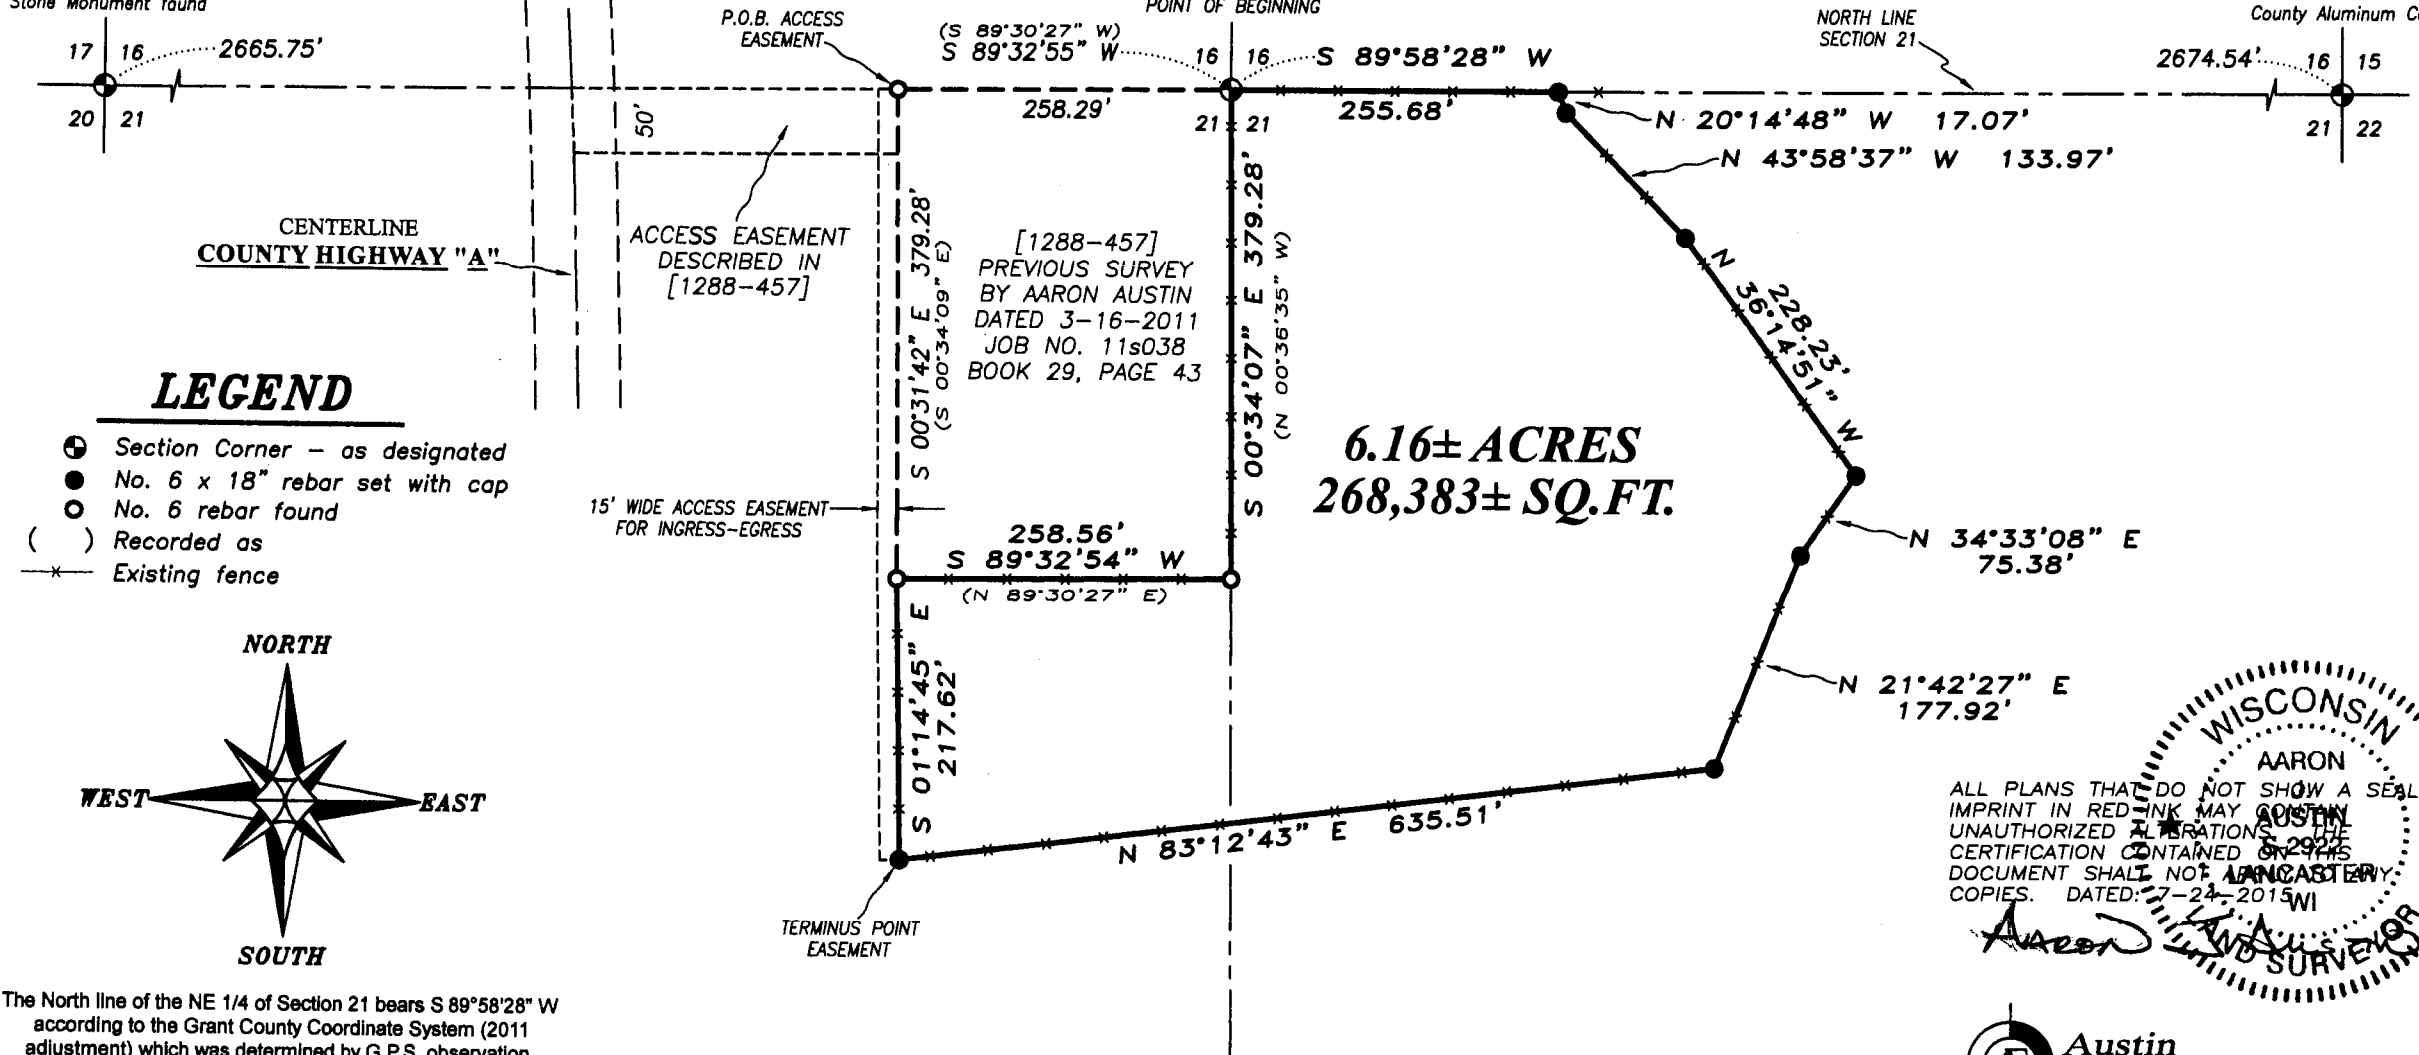 Stone Monument found
17 16
2665.75'
20 21
P.O.B. ACCESS
EASEMENT
(S 89°30'27" W)
S 89°32'55" W
258.29'
POINT OF BEGINNING
16 16
21 21
S 89°58'28" W
255.68'
NORTH LINE
SECTION 21
County Aluminum
2674.54'
16 15
21 22
N 20°14'48" W 17.07'
N 43°58'37" W 133.97'
50'
CENTERLINE
COUNTY HIGHWAY "A"
ACCESS EASEMENT
DESCRIBED IN
[1288-457]
S 00°31'42" E 379.28'
(S 00°34'09" E)
[1288-457]
PREVIOUS SURVEY
BY AARON AUSTIN
DATED 3-16-2011
JOB NO. 11s038
BOOK 29, PAGE 43
S 00°34'07" E 379.28'
(N 00°36'35" W)
228.23'
N 36°14'51" W
6.16± ACRES
268,383± SQ.FT.
LEGEND
Section Corner - as designated
No. 6 x 18" rebar set with cap
No. 6 rebar found
( ) Recorded as
Existing fence
15' WIDE ACCESS EASEMENT
FOR INGRESS-EGRESS
258.56'
S 89°32'54" W
(N 89°30'27" E)
N 34°33'08" E
75.38'
S 01°14'45" E
217.62'
N 21°42'27" E
177.92'
N 83°12'43" E 635.51'
TERMINUS POINT
EASEMENT
NORTH
WEST
EAST
SOUTH
The North line of the NE 1/4 of Section 21 bears S 89°58'28" W
according to the Grant County Coordinate System (2011
adjustment) which was determined by G.P.S. observation
ALL PLANS THAT DO NOT SHOW A SEAL
IMPRINT IN RED INK MAY CONTAIN
UNAUTHORIZED ALTERATIONS. THE
CERTIFICATION CONTAINED ON THIS
DOCUMENT SHALL NOT APPLY TO ANY
COPIES. DATED: 7-24-2015
WISCONSIN
AARON
J.
AUSTIN
S-2922
LANCASTER
WI
LAND SURVEYOR
Aaron J. Austin
Austin